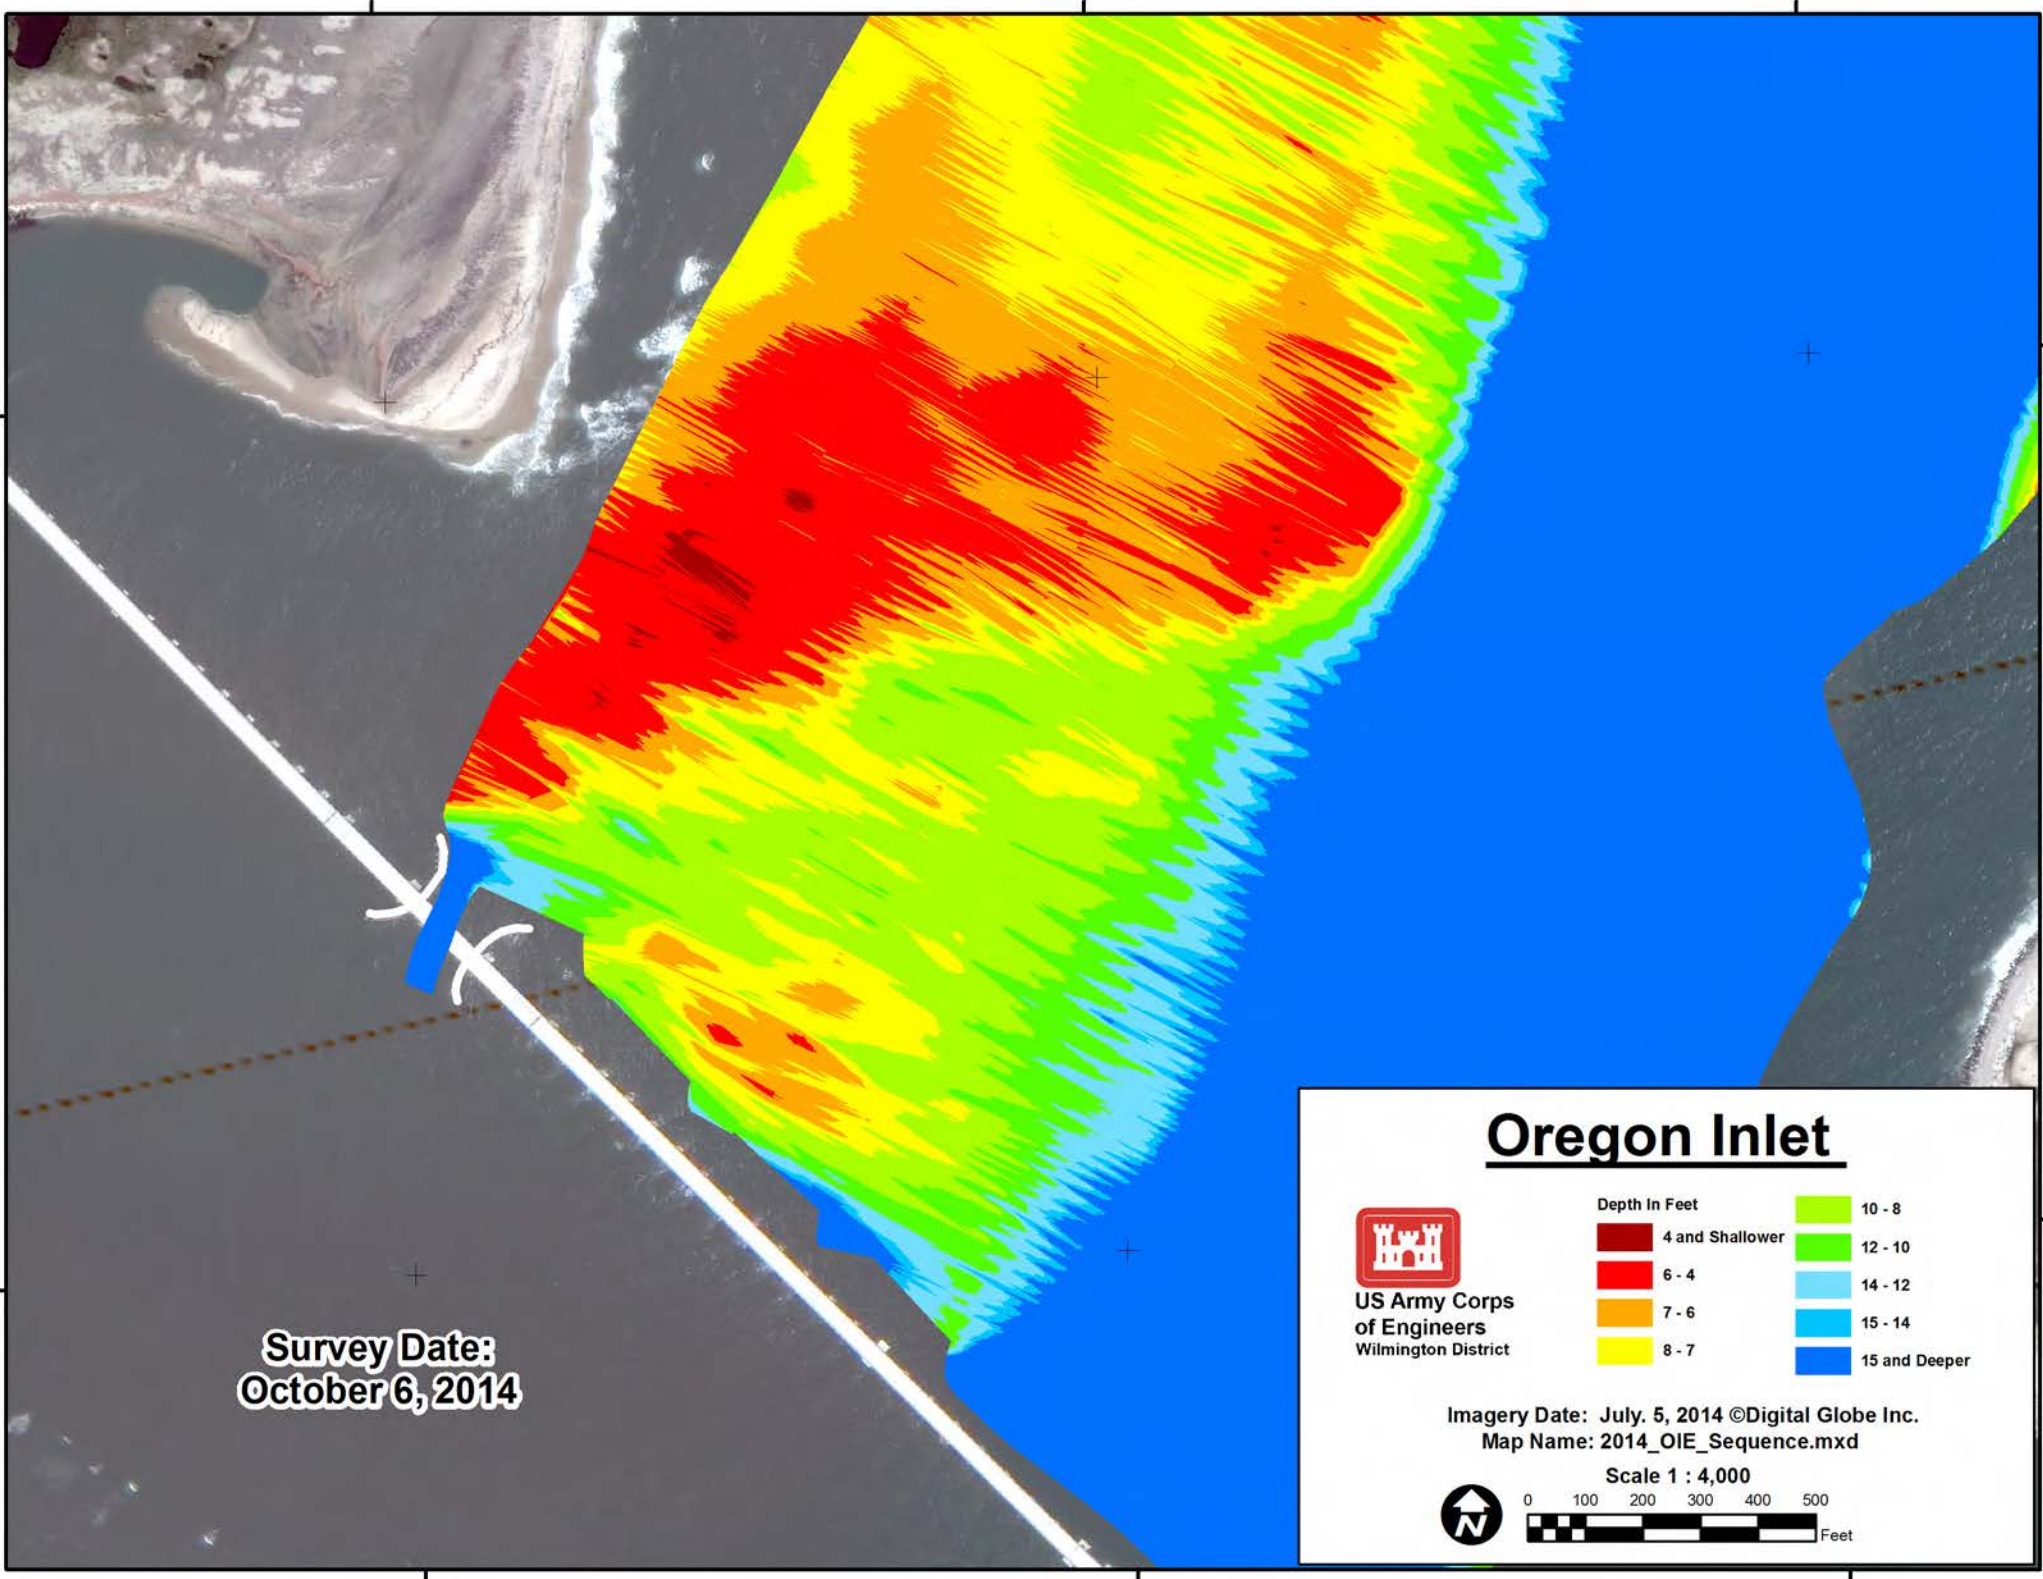 Survey Date:
October 6, 2014
Oregon Inlet
US Army Corps
of Engineers
Wilmington District
Depth In Feet
4 and Shallower
6 - 4
7 - 6
8 - 7
10 - 8
12 - 10
14 - 12
15 - 14
15 and Deeper
Imagery Date: July. 5, 2014 ©Digital Globe Inc.
Map Name: 2014_OIE_Sequence.mxd
Scale 1 : 4,000
N
0 100 200 300 400 500
Feet